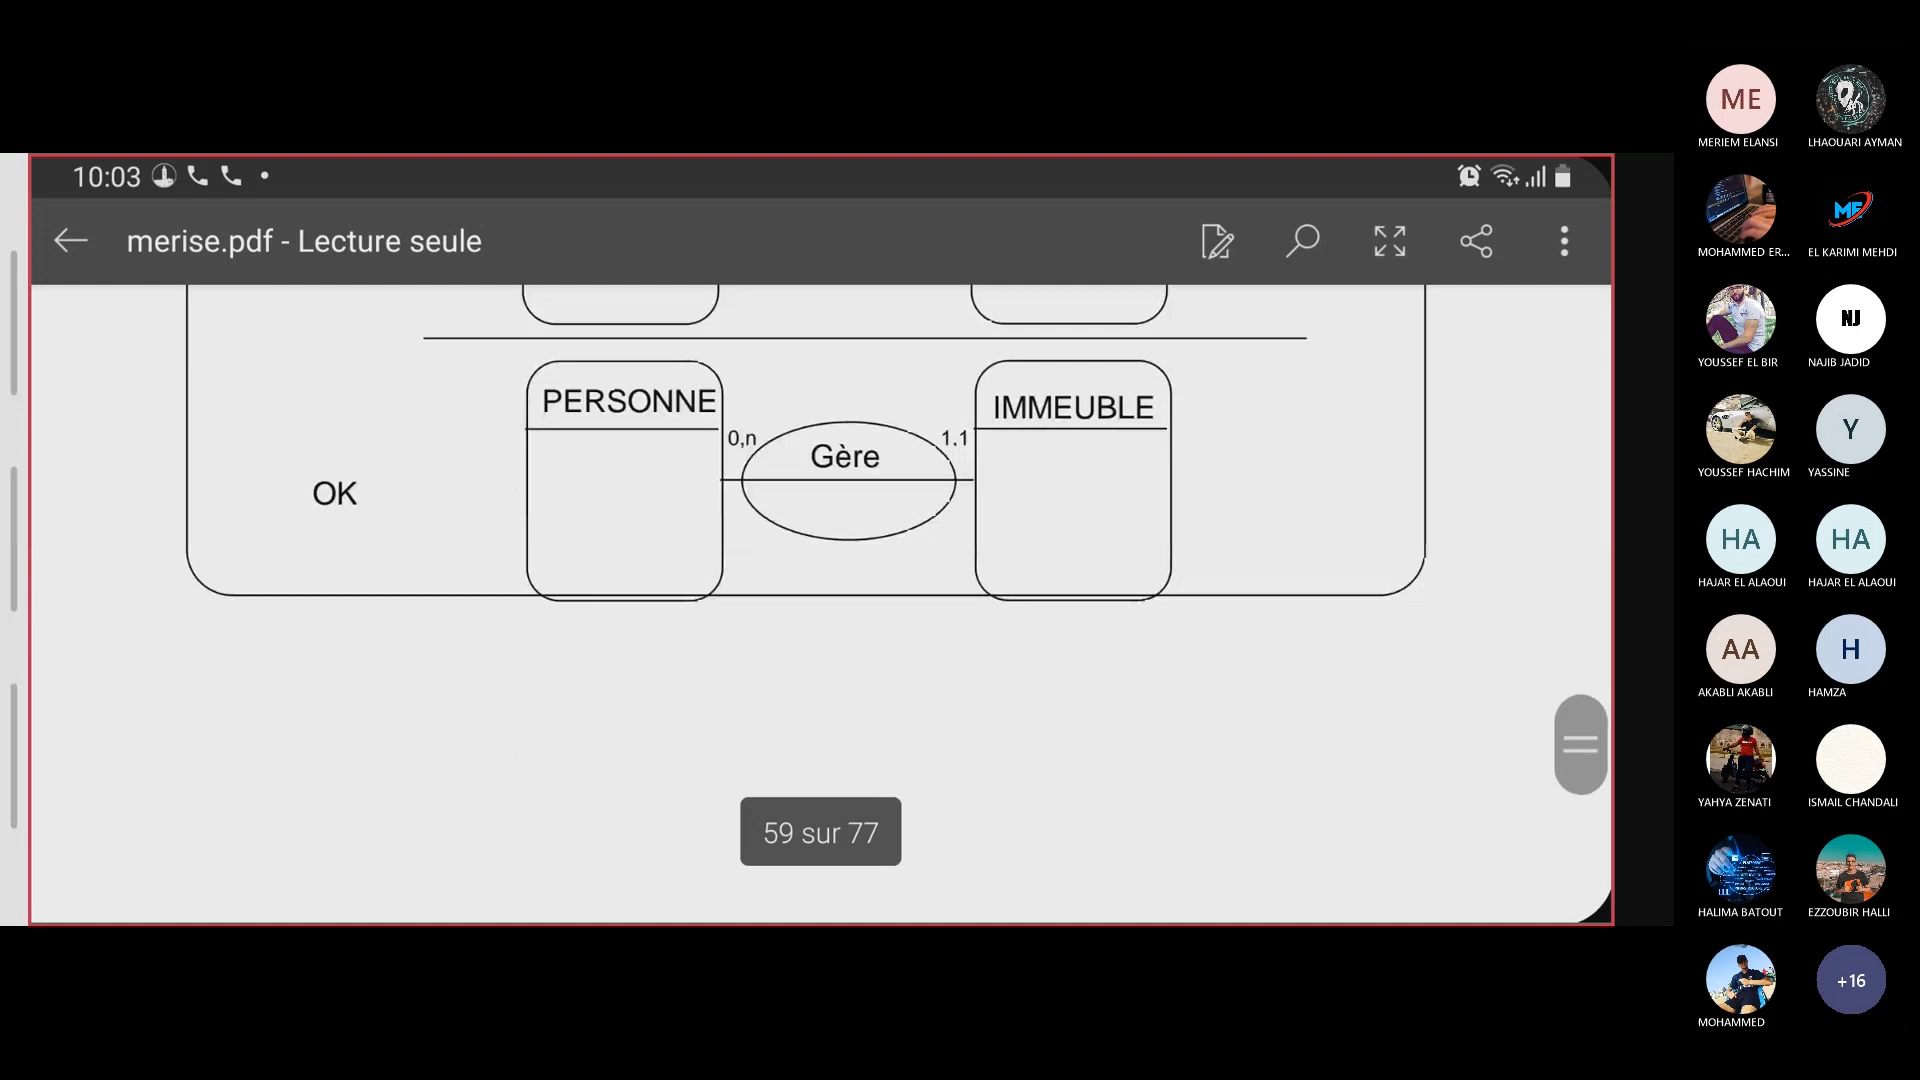 10:03
merise.pdf - Lecture seule
PERSONNE
IMMEUBLE
0,n
1.1
Gère
OK
59 sur 77
ME
MERIEM ELANSI
LHAOUARI AYMAN
MOHAMMED ER...
ME
EL KARIMI MEHDI
YOUSSEF EL BIR
NJ
NAJIB JADID
YOUSSEF HACHIM
Y
YASSINE
HA
HAJAR EL ALAOUI
HA
HAJAR EL ALAOUI
AA
AKABLI AKABLI
H
HAMZA
YAHYA ZENATI
ISMAIL CHANDALI
HALIMA BATOUT
EZZOUBIR HALLI
MOHAMMED
+16